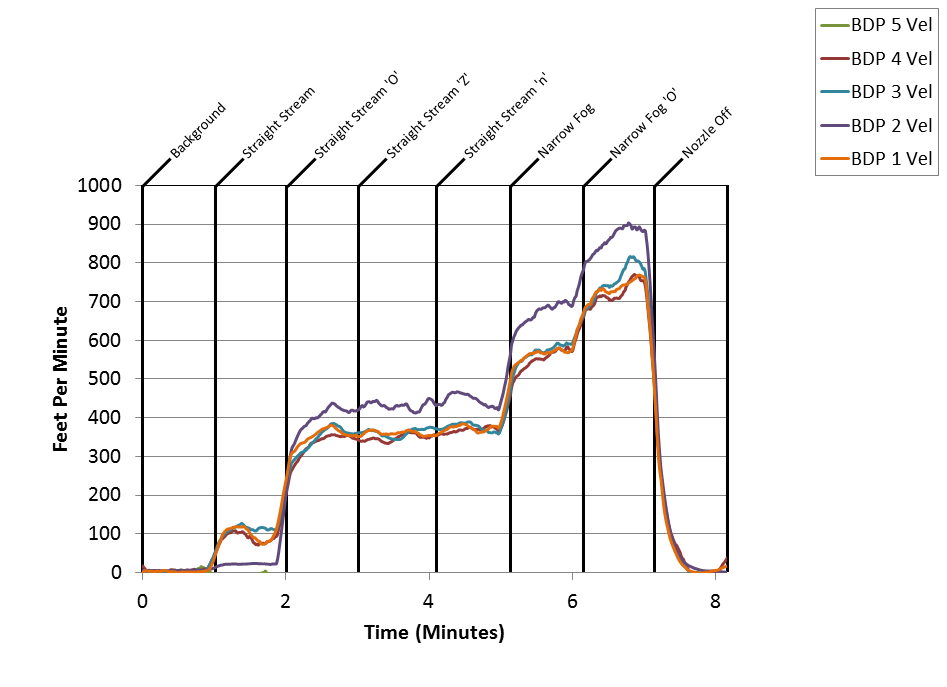 BDP 5 Vel
BDP 4 Vel
BDP 3 Vel
BDP 2 Vel
BDP 1 Vel
Background
Straight Stream
Straight Stream 'O'
Straight Stream 'Z'
Straight Stream 'n'
Narrow Fog
Narrow Fog 'O'
Nozzle Off
1000
900
800
700
600
500
400
300
200
100
0
Feet Per Minute
0 2 4 6 8
Time (Minutes)